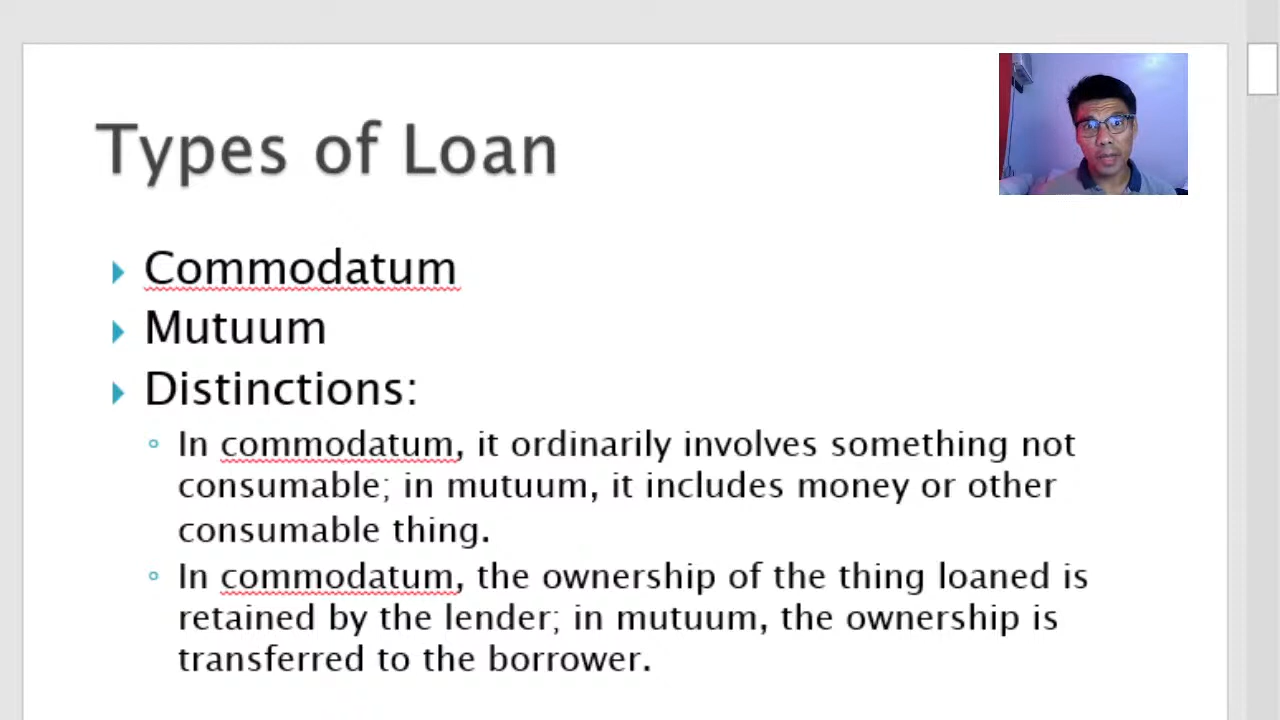 Types of Loan
Commodatum
Mutuum
Distinctions:
In commodatum, it ordinarily involves something not
consumable; in mutuum, it includes money or other
consumable thing.
In commodatum, the ownership of the thing loaned is
retained by the lender; in mutuum, the ownership is
transferred to the borrower.